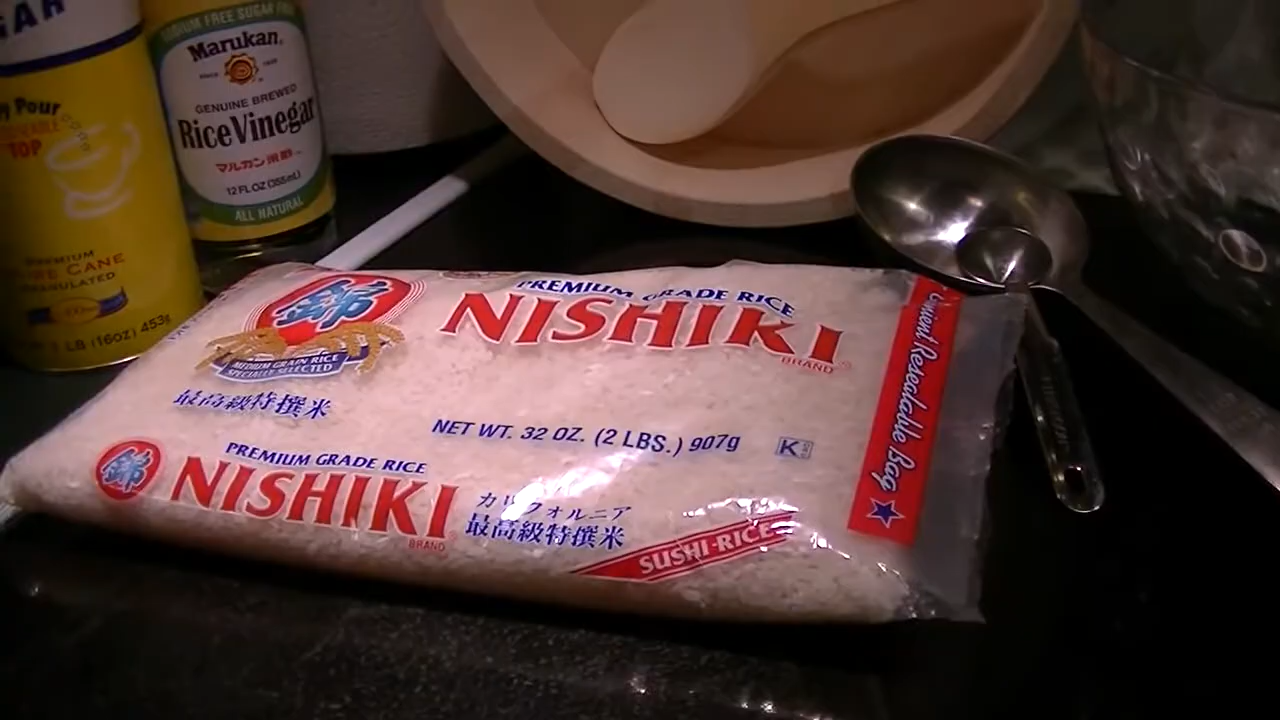 GAR
Pour
TOP
PREMIUM
CANE
GRANULATED
1 LB (16oz) 453g
SODIUM FREE SUGAR FREE
Marukan
SINCE 1649
GENUINE BREWED
Rice Vinegar
マルカン米酢
12 FL OZ (355mL)
ALL NATURAL
錦
MEDIUM GRAIN RICE
SPECIALLY SELECTED
最高級特撰米
PREMIUM GRADE RICE
NISHIKI
BRAND
NET WT. 32 OZ. (2 LBS.) 907g
K
錦
PREMIUM GRADE RICE
NISHIKI
BRAND
カリフォルニア
最高級特撰米
SUSHI-RICE
Resealable Bag